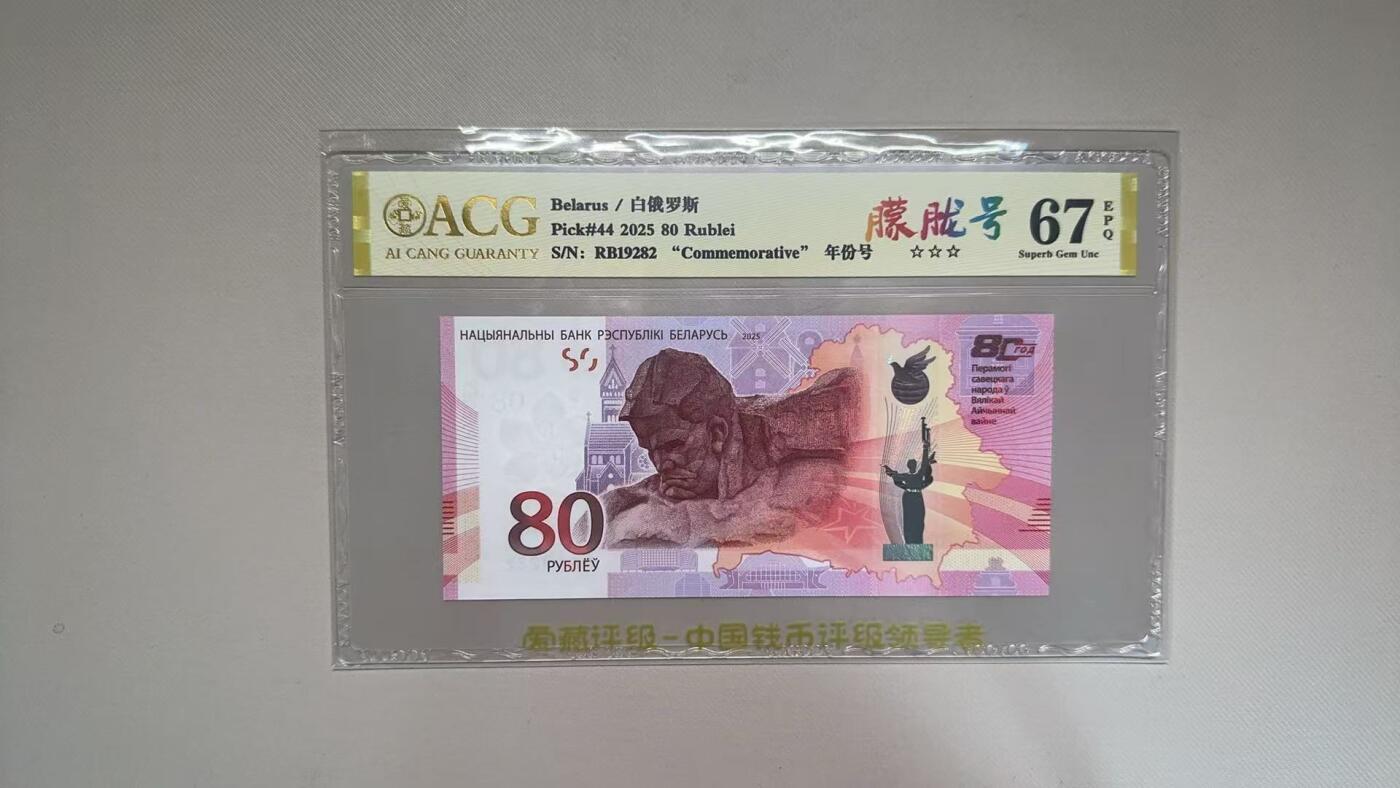 ACG
AI CANG GUARANTY
Belarus / 白俄罗斯
Pick#44 2025 80 Rublei
S/N: RB19282 “Commemorative” 年份号
朦胧号
☆☆☆
67
EPQ
Superb Gem Unc
НАЦЫЯНАЛЬНЫ БАНК РЭСПУБЛІКІ БЕЛАРУСЬ 2025
80 год
Перамогі
савецкага
народа ў
Вялікай
Айчыннай
вайне
80
РУБЛЁЎ
爱藏评级-中国钱币评级领导者